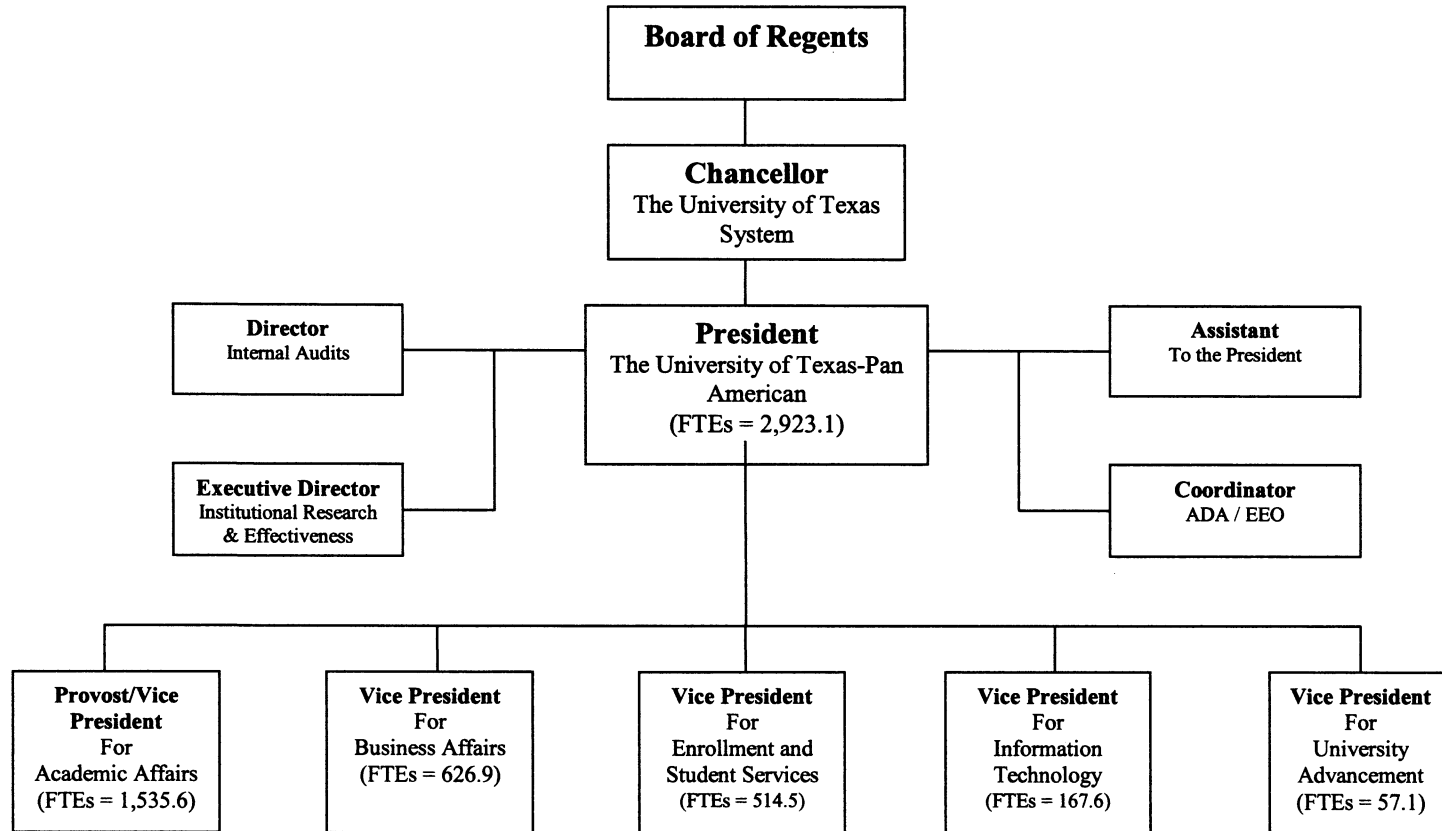 Board of Regents
Chancellor
The University of Texas
System
Director
Internal Audits
President
The University of Texas-Pan
American
(FTEs = 2,923.1)
Assistant
To the President
Executive Director
Institutional Research
& Effectiveness
Coordinator
ADA / EEO
Provost/Vice
President
For
Academic Affairs
(FTEs = 1,535.6)
Vice President
For
Business Affairs
(FTEs = 626.9)
Vice President
For
Enrollment and
Student Services
(FTEs = 514.5)
Vice President
For
Information
Technology
(FTEs = 167.6)
Vice President
For
University
Advancement
(FTEs = 57.1)